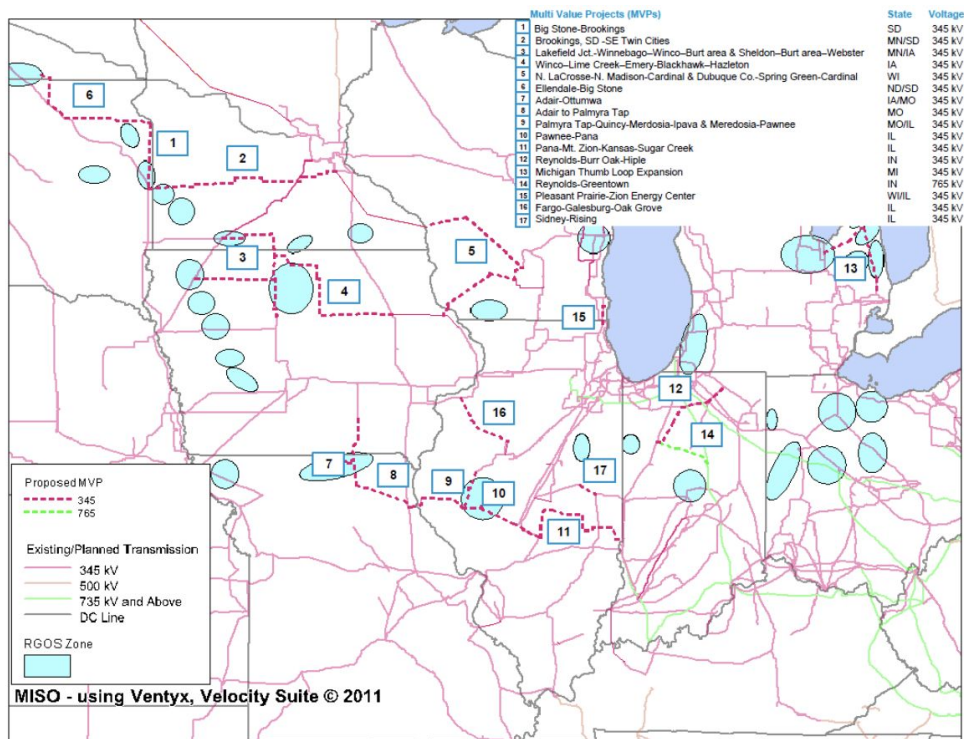 Multi Value Projects (MVPs) State Voltage
1 Big Stone-Brookings SD 345 kV
2 Brookings, SD -SE Twin Cities MN/SD 345 kV
3 Lakefield Jct.-Winnebago–Winco–Burt area & Sheldon–Burt area–Webster MN/IA 345 kV
4 Winco–Lime Creek–Emery-Blackhawk–Hazleton IA 345 kV
5 N. LaCrosse-N. Madison-Cardinal & Dubuque Co.-Spring Green-Cardinal WI 345 kV
6 Ellendale-Big Stone ND/SD 345 kV
7 Adair-Ottumwa IA/MO 345 kV
8 Adair to Palmyra Tap MO 345 kV
9 Palmyra Tap-Quincy-Merdosia-Ipava & Meredosia-Pawnee MO/IL 345 kV
10 Pawnee-Pana IL 345 kV
11 Pana-Mt. Zion-Kansas-Sugar Creek IL 345 kV
12 Reynolds-Burr Oak-Hiple IN 345 kV
13 Michigan Thumb Loop Expansion MI 345 kV
14 Reynolds-Greentown IN 765 kV
15 Pleasant Prairie-Zion Energy Center WI/IL 345 kV
16 Fargo-Galesburg-Oak Grove IL 345 kV
17 Sidney-Rising IL 345 kV
6
1
2
3
4
5
13
15
12
16
14
7
8
9
10
17
11
Proposed MVP
345
765
Existing/Planned Transmission
345 kV
500 kV
735 kV and Above
DC Line
RGOS Zone
MISO - using Ventyx, Velocity Suite © 2011